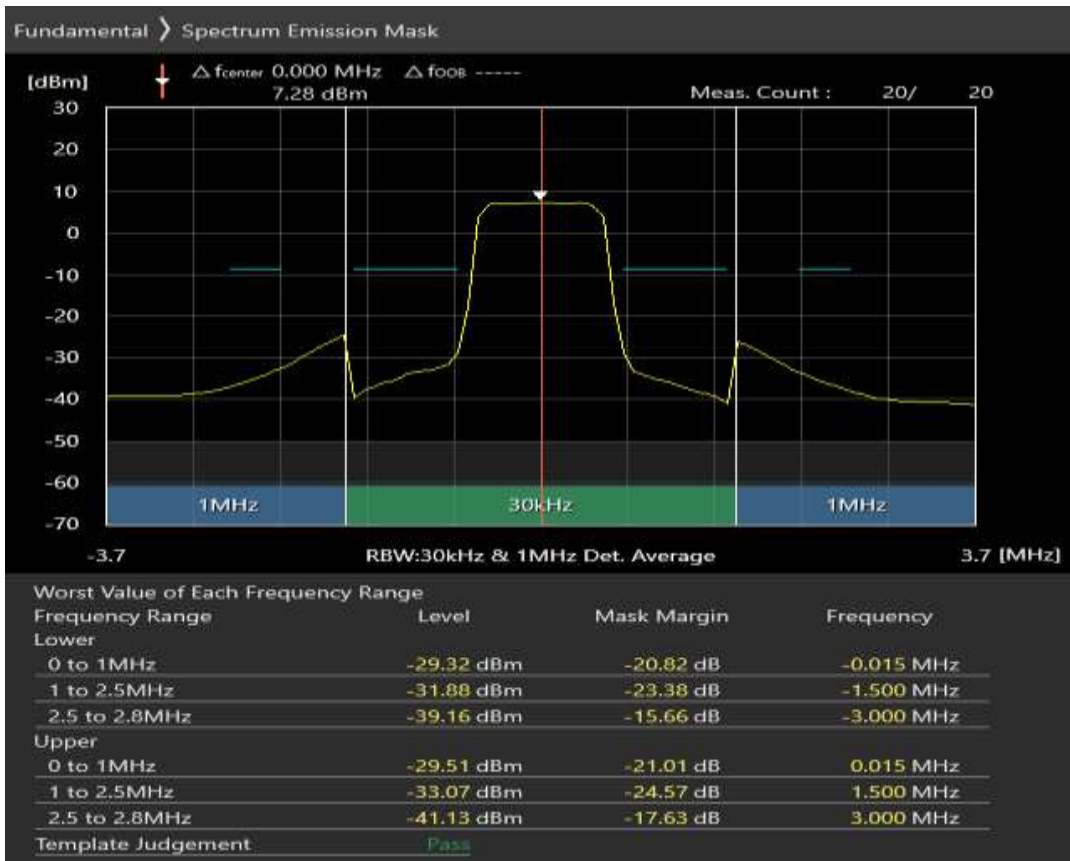 Fundamental 〉 Spectrum Emission Mask
[dBm] △ fcenter 0.000 MHz △ fOOB -----
7.28 dBm Meas. Count : 20/ 20
30
20
10
0
-10
-20
-30
-40
-50
-60
-70
1MHz 30kHz 1MHz
-3.7 RBW:30kHz & 1MHz Det. Average 3.7 [MHz]
Worst Value of Each Frequency Range
Frequency Range Level Mask Margin Frequency
Lower
0 to 1MHz -29.32 dBm -20.82 dB -0.015 MHz
1 to 2.5MHz -31.88 dBm -23.38 dB -1.500 MHz
2.5 to 2.8MHz -39.16 dBm -15.66 dB -3.000 MHz
Upper
0 to 1MHz -29.51 dBm -21.01 dB 0.015 MHz
1 to 2.5MHz -33.07 dBm -24.57 dB 1.500 MHz
2.5 to 2.8MHz -41.13 dBm -17.63 dB 3.000 MHz
Template Judgement Pass